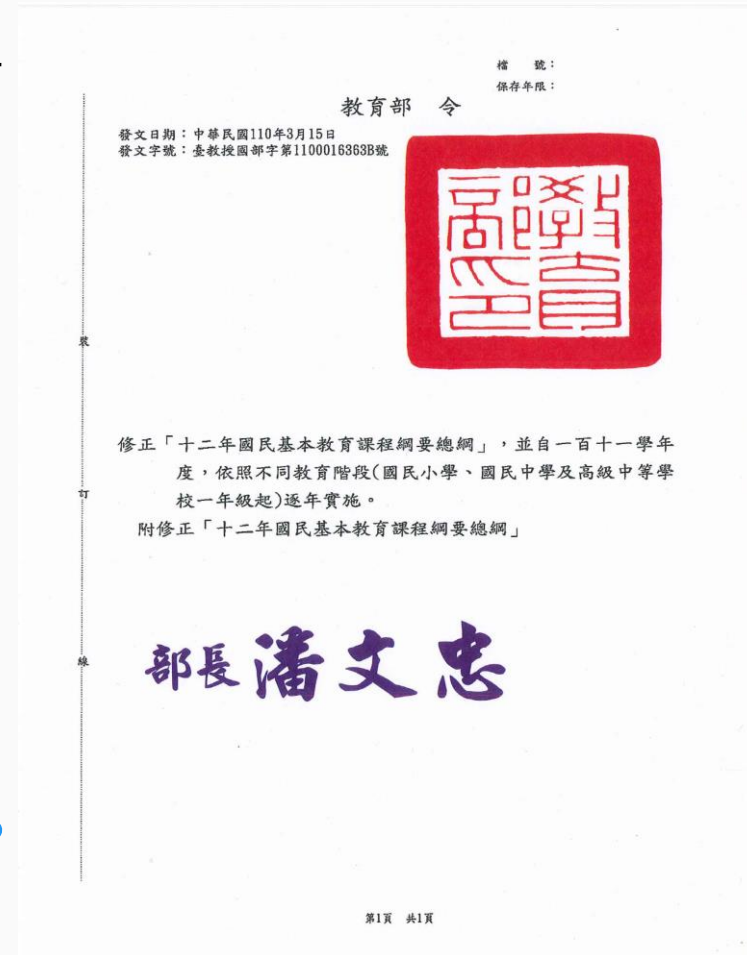 檔　號：
保存年限：
教育部　令
發文日期：中華民國110年3月15日
發文字號：臺教授國部字第1100016363B號
教育部印
修正「十二年國民基本教育課程綱要總綱」，並自一百十一學年
度，依照不同教育階段(國民小學、國民中學及高級中等學
校一年級起)逐年實施。
附修正「十二年國民基本教育課程綱要總綱」
部長潘文忠
裝
訂
線
第1頁　共1頁